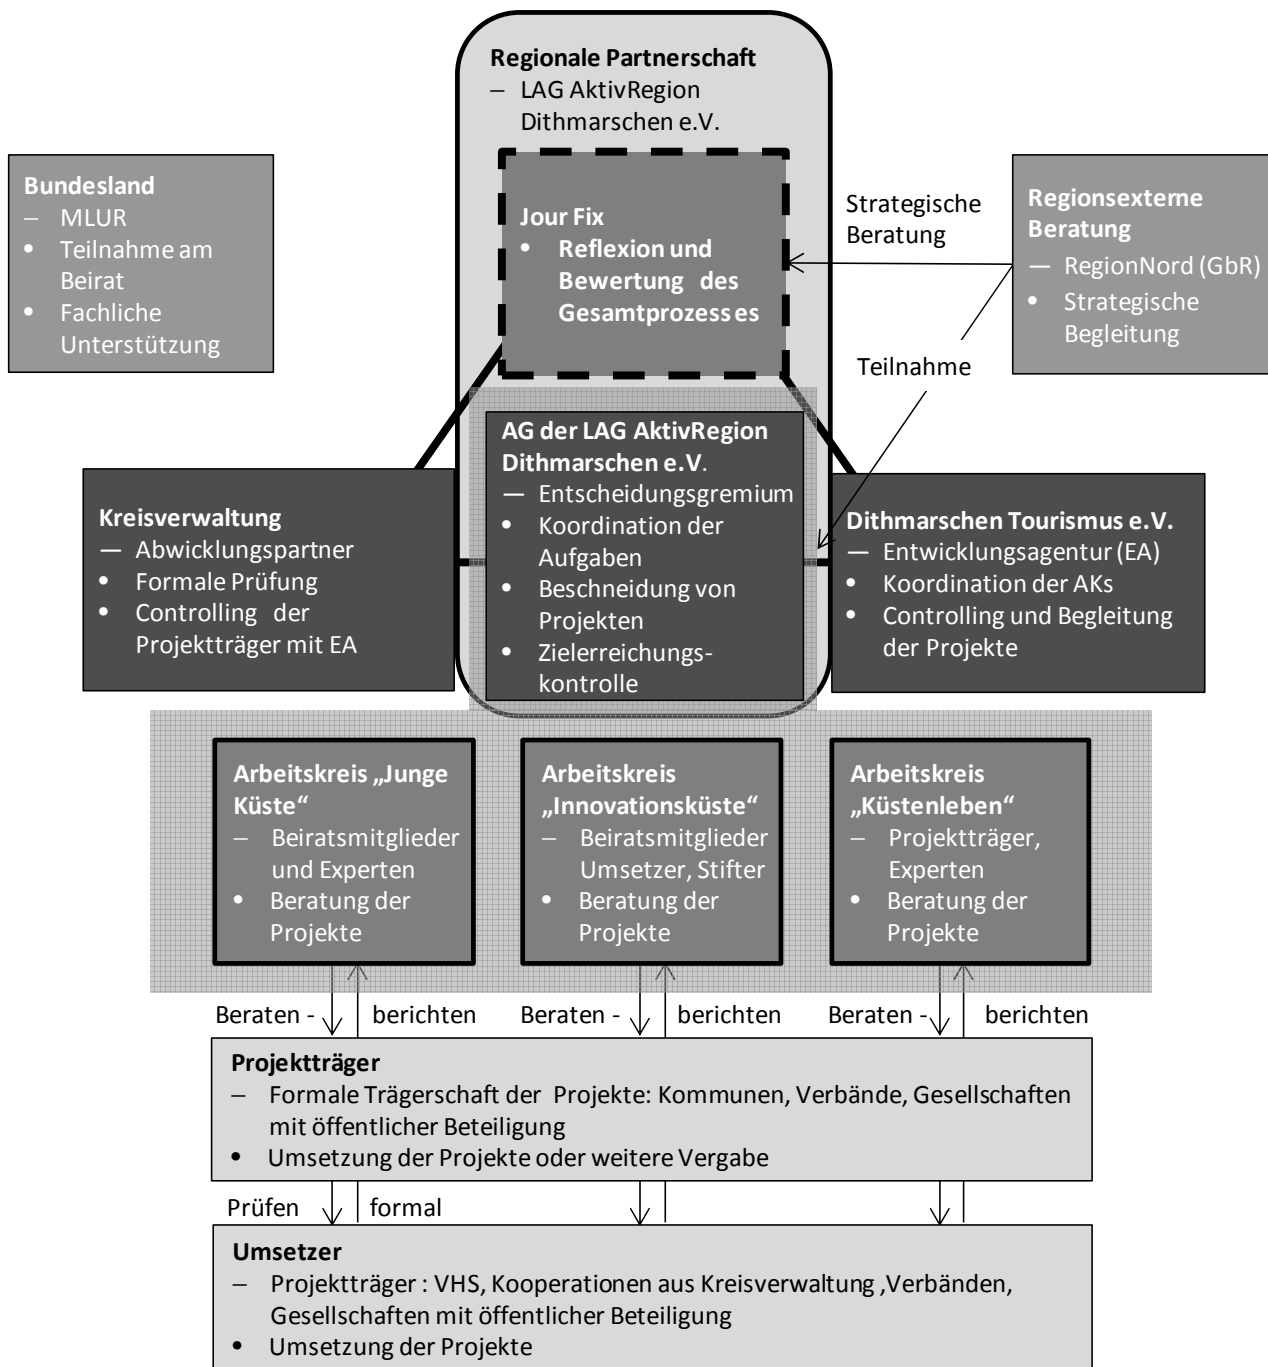 Regionale Partnerschaft
– LAG AktivRegion
Dithmarschen e.V.
Bundesland
– MLUR
• Teilnahme am
Beirat
• Fachliche
Unterstützung
Jour Fix
• Reflexion und
Bewertung des
Gesamtprozesses
Strategische
Beratung
Teilnahme
Regionsexterne
Beratung
— RegionNord (GbR)
• Strategische
Begleitung
Kreisverwaltung
— Abwicklungspartner
• Formale Prüfung
• Controlling der
Projektträger mit EA
AG der LAG AktivRegion
Dithmarschen e.V.
— Entscheidungsgremium
• Koordination der
Aufgaben
• Beschneidung von
Projekten
• Zielerreichungs-
kontrolle
Dithmarschen Tourismus e.V.
— Entwicklungsagentur (EA)
• Koordination der AKs
• Controlling und Begleitung
der Projekte
Arbeitskreis „Junge
Küste“
– Beiratsmitglieder
und Experten
• Beratung der
Projekte
Arbeitskreis
„Innovationsküste“
– Beiratsmitglieder
Umsetzer, Stifter
• Beratung der
Projekte
Arbeitskreis
„Küstenleben“
– Projektträger,
Experten
• Beratung der
Projekte
Beraten - berichten
Beraten - berichten
Beraten - berichten
Projektträger
– Formale Trägerschaft der Projekte: Kommunen, Verbände, Gesellschaften
mit öffentlicher Beteiligung
• Umsetzung der Projekte oder weitere Vergabe
Prüfen formal
Umsetzer
– Projektträger : VHS, Kooperationen aus Kreisverwaltung ,Verbänden,
Gesellschaften mit öffentlicher Beteiligung
• Umsetzung der Projekte